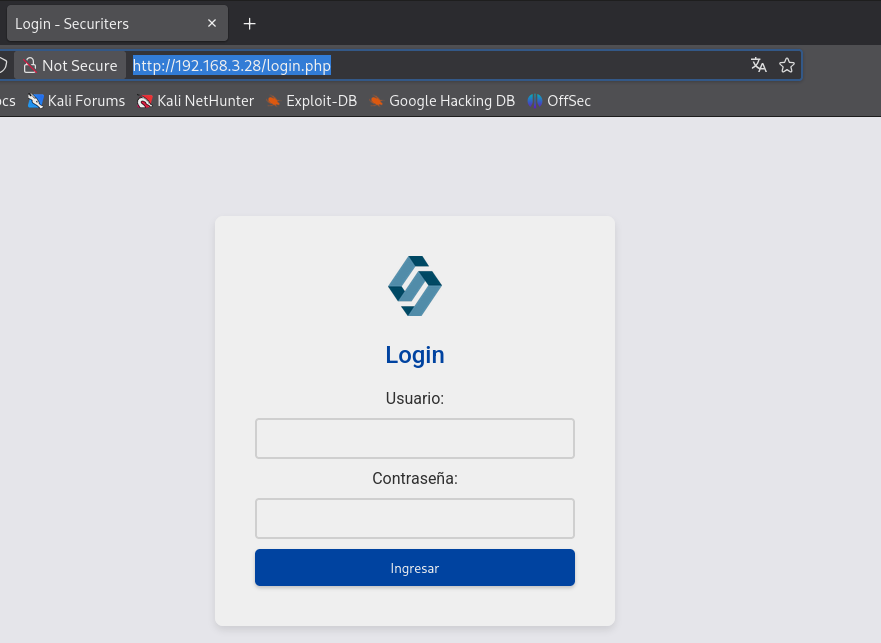 Login - Securiters
Not Secure http://192.168.3.28/login.php
ocs Kali Forums Kali NetHunter Exploit-DB Google Hacking DB OffSec
Login
Usuario:
Contraseña:
Ingresar